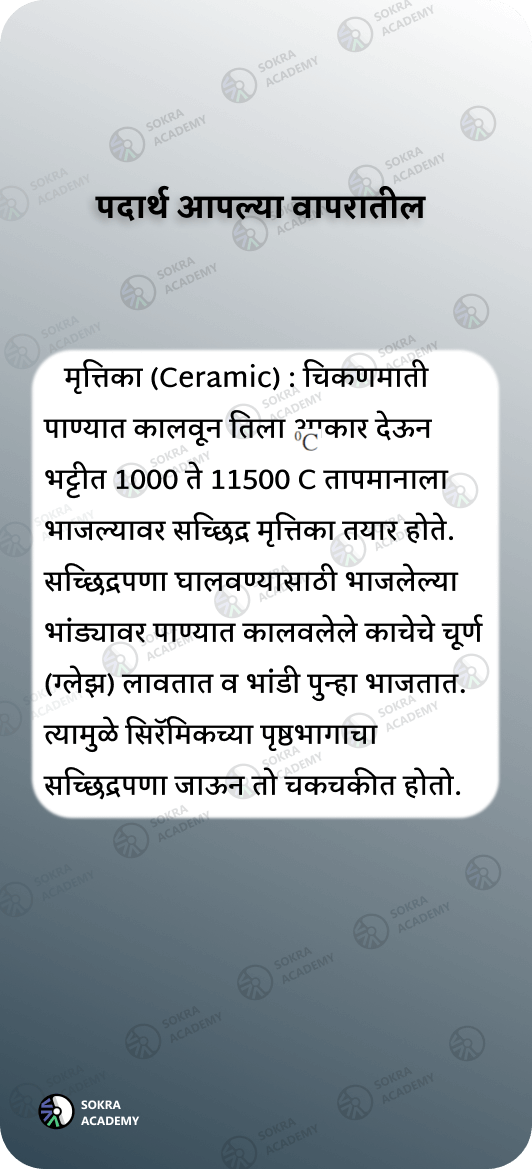 पदार्थ आपल्या वापरातील
मृत्तिका (Ceramic) : चिकणमाती
पाण्यात कालवून तिला आकार देऊन
⁰C
भट्टीत 1000 ते 11500 C तापमानाला
भाजल्यावर सच्छिद्र मृत्तिका तयार होते.
सच्छिद्रपणा घालवण्यासाठी भाजलेल्या
भांड्यावर पाण्यात कालवलेले काचेचे चूर्ण
(ग्लेझ) लावतात व भांडी पुन्हा भाजतात.
त्यामुळे सिरॅमिकच्या पृष्ठभागाचा
सच्छिद्रपणा जाऊन तो चकचकीत होतो.
SOKRA
ACADEMY